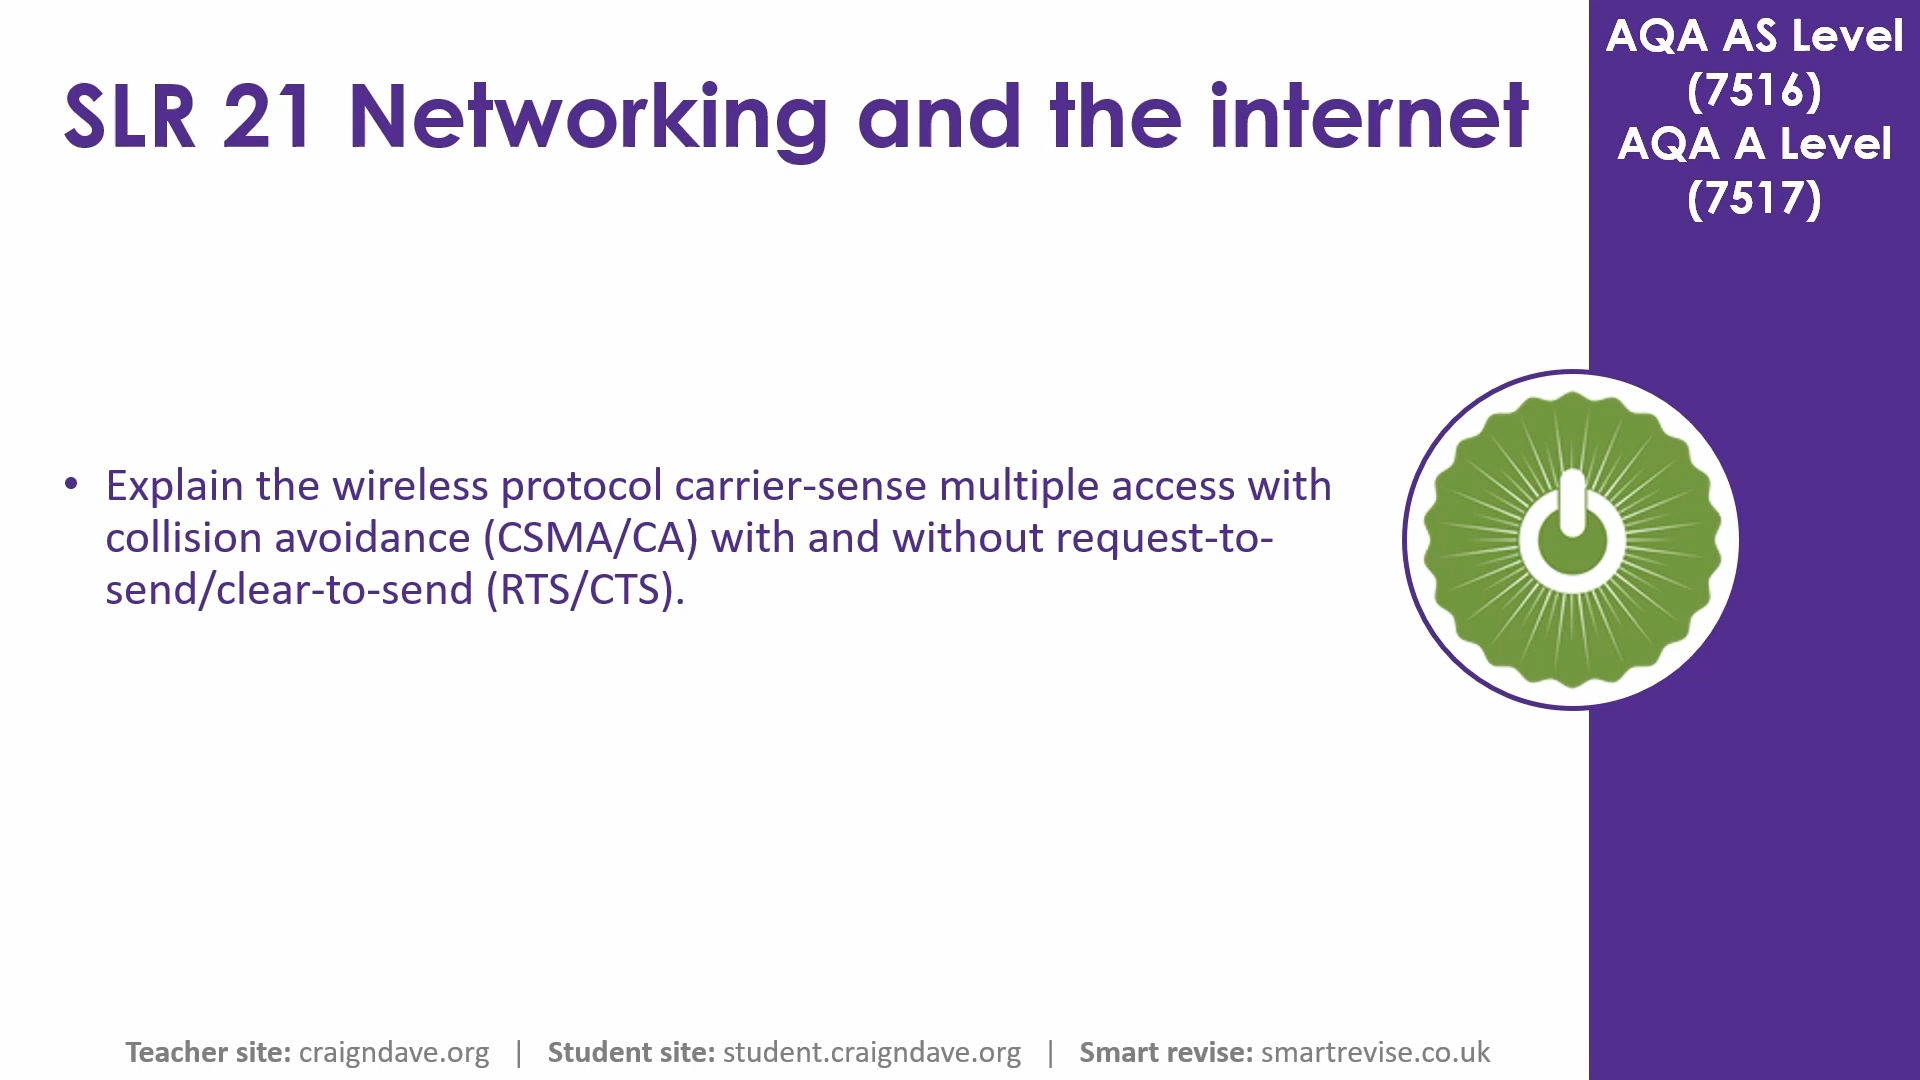 SLR 21 Networking and the internet
AQA AS Level
(7516)
AQA A Level
(7517)
• Explain the wireless protocol carrier-sense multiple access with
collision avoidance (CSMA/CA) with and without request-to-
send/clear-to-send (RTS/CTS).
Teacher site: craigndave.org | Student site: student.craigndave.org | Smart revise: smartrevise.co.uk